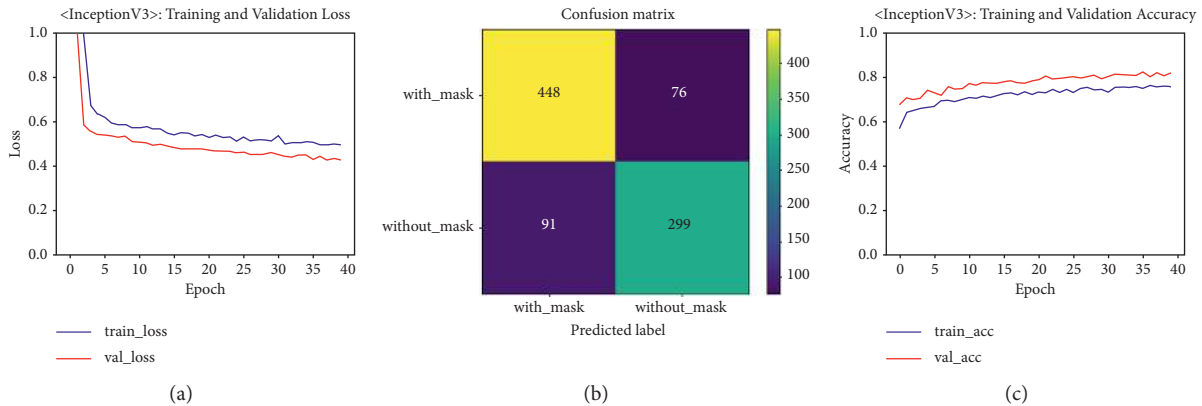 <InceptionV3>: Training and Validation Loss
1.0
0.8
0.6
0.4
0.2
0.0
Loss
0 5 10 15 20 25 30 35 40
Epoch
train_loss
val_loss
(a)
Confusion matrix
with_mask
448 76
without_mask
91 299
with_mask without_mask
Predicted label
400
350
300
250
200
150
100
(b)
<InceptionV3>: Training and Validation Accuracy
1.0
0.8
0.6
0.4
0.2
0.0
Accuracy
0 5 10 15 20 25 30 35 40
Epoch
train_acc
val_acc
(c)